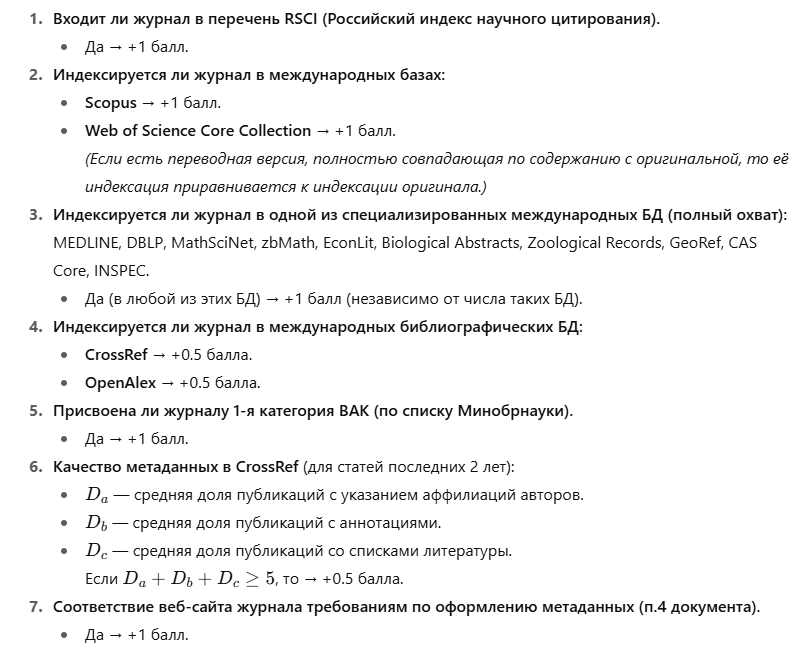 1. Входит ли журнал в перечень RSCI (Российский индекс научного цитирования).
• Да → +1 балл.
2. Индексируется ли журнал в международных базах:
• Scopus → +1 балл.
• Web of Science Core Collection → +1 балл.
(Если есть переводная версия, полностью совпадающая по содержанию с оригинальной, то её
индексация приравнивается к индексации оригинала.)
3. Индексируется ли журнал в одной из специализированных международных БД (полный охват):
MEDLINE, DBLP, MathSciNet, zbMath, EconLit, Biological Abstracts, Zoological Records, GeoRef, CAS
Core, INSPEC.
• Да (в любой из этих БД) → +1 балл (независимо от числа таких БД).
4. Индексируется ли журнал в международных библиографических БД:
• CrossRef → +0.5 балла.
• OpenAlex → +0.5 балла.
5. Присвоена ли журналу 1-я категория ВАК (по списку Минобрнауки).
• Да → +1 балл.
6. Качество метаданных в CrossRef (для статей последних 2 лет):
• Da — средняя доля публикаций с указанием аффилиаций авторов.
• Db — средняя доля публикаций с аннотациями.
• Dc — средняя доля публикаций со списками литературы.
Если Da + Db + Dc ≥ 5, то → +0.5 балла.
7. Соответствие веб-сайта журнала требованиям по оформлению метаданных (п.4 документа).
• Да → +1 балл.